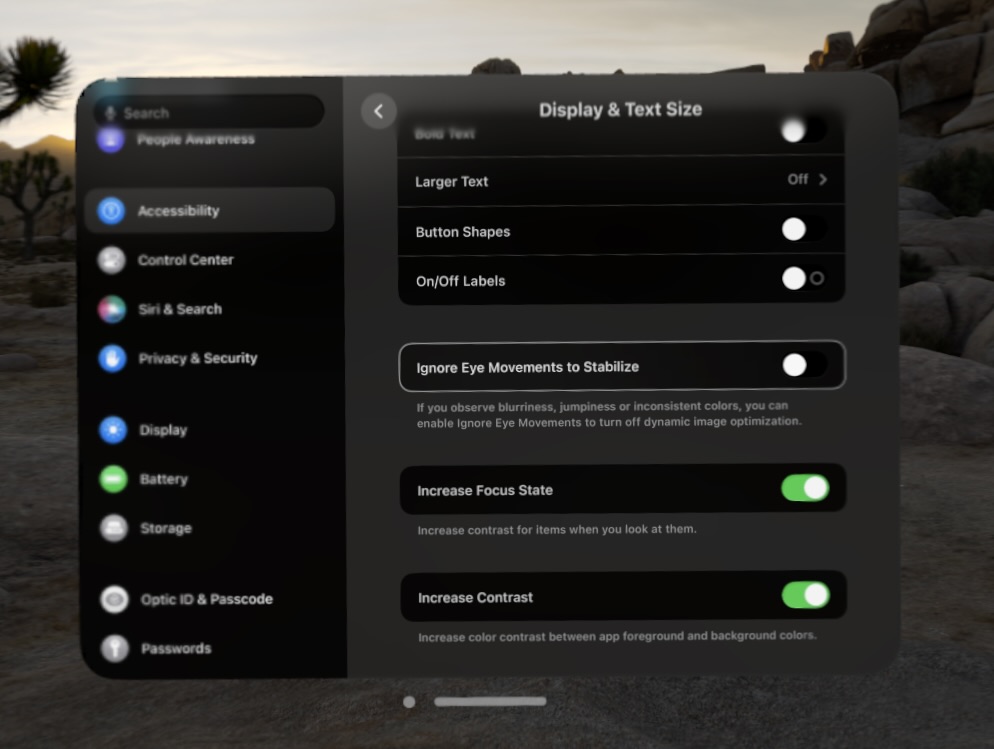 Search
People Awareness
Accessibility
Control Center
Siri & Search
Privacy & Security
Display
Battery
Storage
Optic ID & Passcode
Passwords
Display & Text Size
Bold Text
Larger Text
Off
Button Shapes
On/Off Labels
Ignore Eye Movements to Stabilize
If you observe blurriness, jumpiness or inconsistent colors, you can
enable Ignore Eye Movements to turn off dynamic image optimization.
Increase Focus State
Increase contrast for items when you look at them.
Increase Contrast
Increase color contrast between app foreground and background colors.